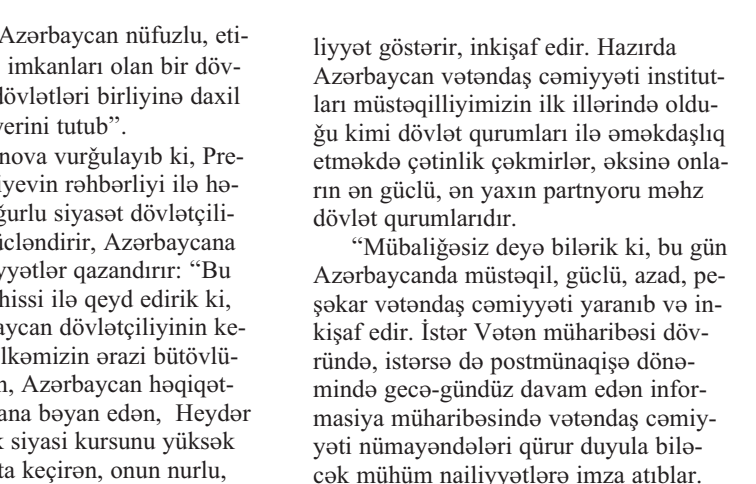 Azərbaycan nüfuzlu, eti-
imkanları olan bir döv-
dövlətləri birliyinə daxil
yerini tutub”.
nova vurğulayıb ki, Pre-
iyevin rəhbərliyi ilə hə-
ğurlu siyasət dövlətçili-
ücləndirir, Azərbaycana
yyətlər qazandırır: “Bu
hissi ilə qeyd edirik ki,
aycan dövlətçiliyinin ke-
lkəmizin ərazi bütövlü-
n, Azərbaycan həqiqət-
ana bəyan edən, Heydər
k siyasi kursunu yüksək
ta keçirən, onun nurlu,
liyyət göstərir, inkişaf edir. Hazırda
Azərbaycan vətəndaş cəmiyyəti institut-
ları müstəqilliyimizin ilk illərində oldu-
ğu kimi dövlət qurumları ilə əməkdaşlıq
etməkdə çətinlik çəkmirlər, əksinə onla-
rın ən güclü, ən yaxın partnyoru məhz
dövlət qurumlarıdır.
“Mübaliğəsiz deyə bilərik ki, bu gün
Azərbaycanda müstəqil, güclü, azad, pe-
şəkar vətəndaş cəmiyyəti yaranıb və in-
kişaf edir. İstər Vətən müharibəsi döv-
ründə, istərsə də postmünaqişə dönə-
mində gecə-gündüz davam edən infor-
masiya müharibəsində vətəndaş cəmiy-
yəti nümayəndələri qürur duyula bilə-
cək mühüm nailiyyətlərə imza atıblar.